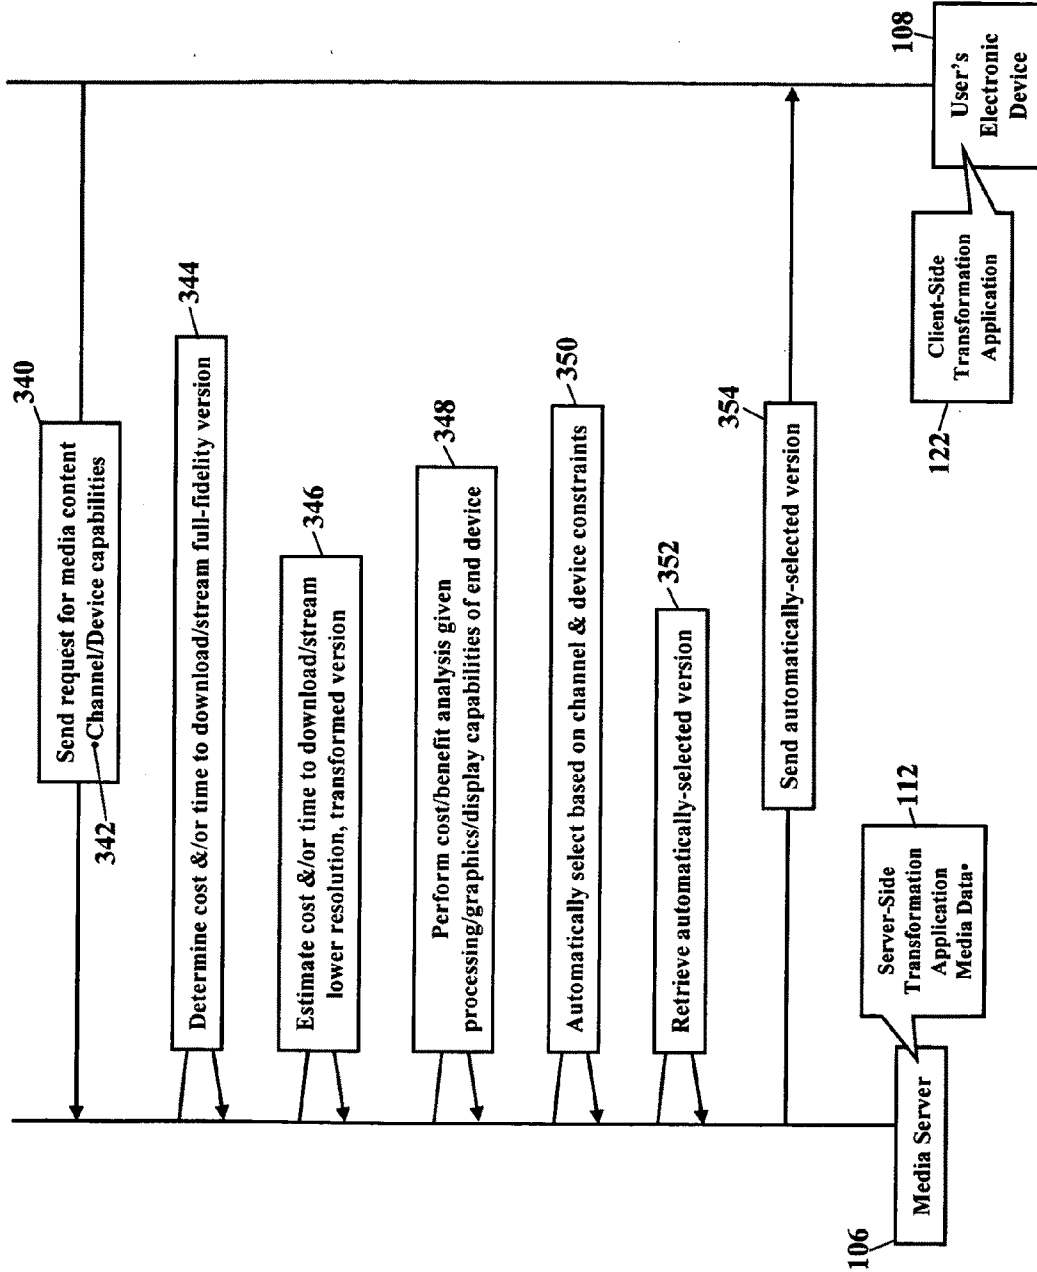 340
Send request for media content
•Channel/Device capabilities
342
344
Determine cost &/or time to download/stream full-fidelity version
346
Estimate cost &/or time to download/stream
lower resolution, transformed version
348
Perform cost/benefit analysis given
processing/graphics/display capabilities of end device
350
Automatically select based on channel & device constraints
352
Retrieve automatically-selected version
354
Send automatically-selected version
106
Media Server
112
Server-Side
Transformation
Application
Media Data•
122
Client-Side
Transformation
Application
108
User's
Electronic
Device